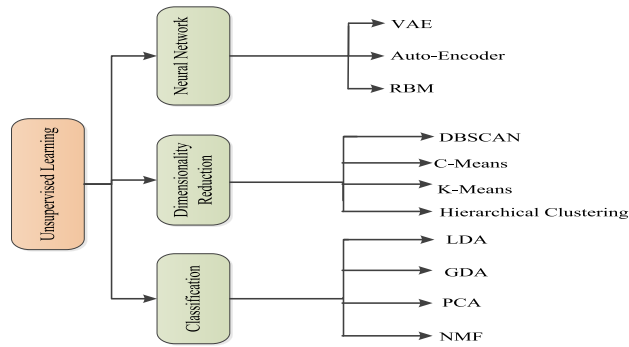 Unsupervised Learning
Neural Network
VAE
Auto-Encoder
RBM
Dimensionality
Reduction
DBSCAN
C-Means
K-Means
Hierarchical Clustering
Classification
LDA
GDA
PCA
NMF